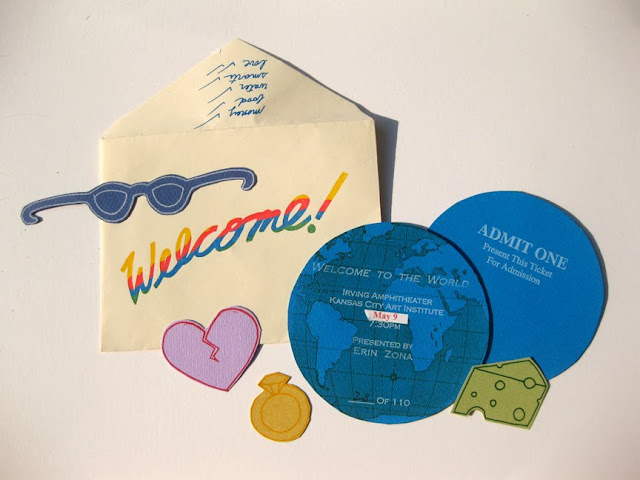 money
food
water
smarts
love
Welcome!
WELCOME TO THE WORLD
IRVING AMPHITHEATER
KANSAS CITY ART INSTITUTE
May 9
7:30PM
PRESENTED BY
ERIN ZONA
OF 110
ADMIT ONE
Present This Ticket
For Admission